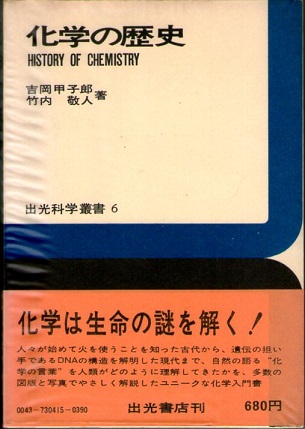 化学の歴史
HISTORY OF CHEMISTRY
吉岡甲子郎
竹内 敬人 著
出光科学叢書 6
化学は生命の謎を解く!
人々が始めて火を使うことを知った古代から、遺伝の担い
手であるDNAの構造を解明した現代まで、自然の語る“化
学の言葉”を人類がどのように理解してきたかを、多数の
図版と写真でやさしく解説したユニークな化学入門書
0043-730415-0390
出光書店刊
680円